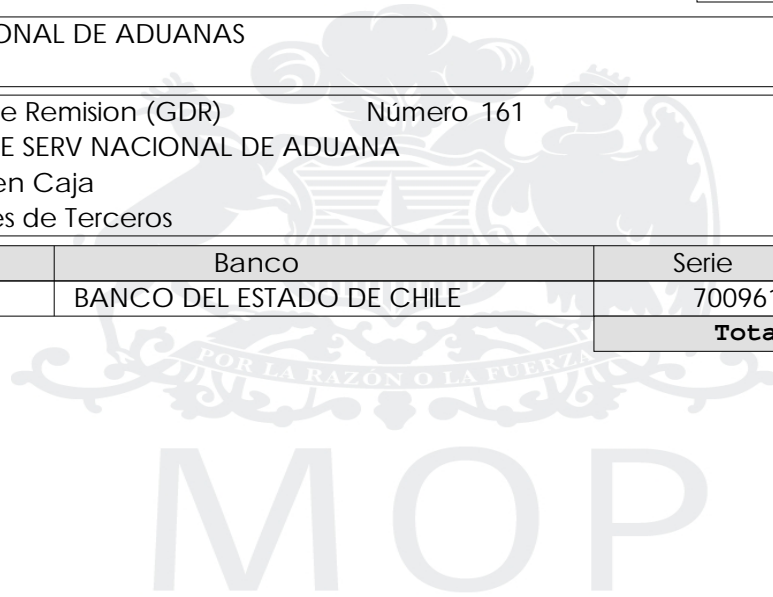 ONAL DE ADUANAS
e Remision (GDR) Número 161
E SERV NACIONAL DE ADUANA
en Caja
es de Terceros
Banco Serie
BANCO DEL ESTADO DE CHILE 700961
Tota
POR LA RAZÓN O LA FUERZA
MOP